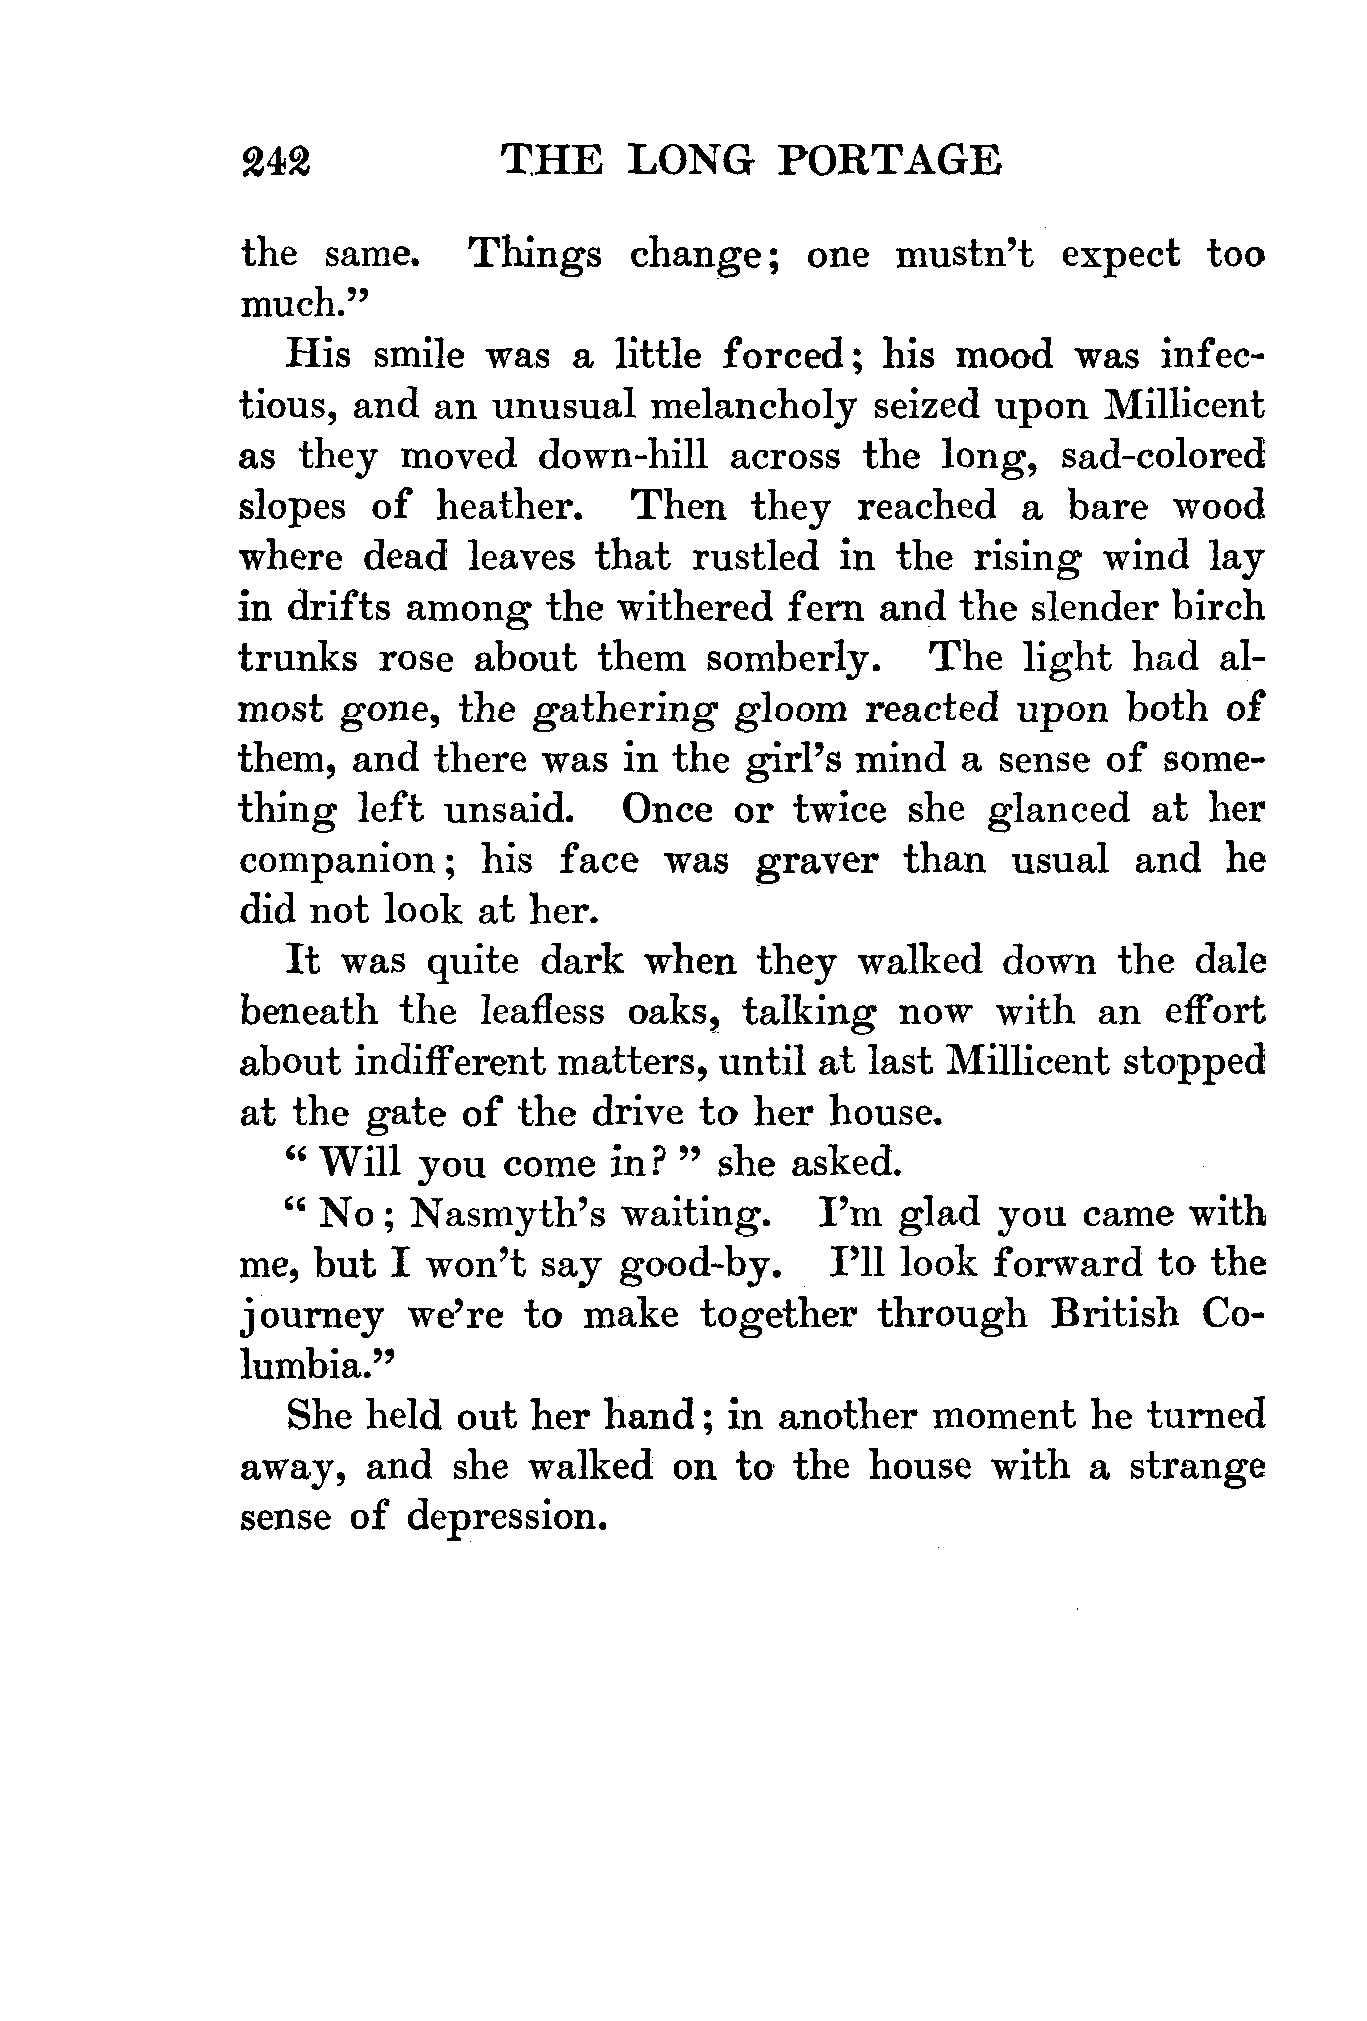 242 THE LONG PORTAGE
the same. Things change; one mustn't expect too
much."
His smile was a little forced; his mood was infec-
tious, and an unusual melancholy seized upon Millicent
as they moved down-hill across the long, sad-colored
slopes of heather. Then they reached a bare wood
where dead leaves that rustled in the rising wind lay
in drifts among the withered fern and the slender birch
trunks rose about them somberly. The light had al-
most gone, the gathering gloom reacted upon both of
them, and there was in the girl's mind a sense of some-
thing left unsaid. Once or twice she glanced at her
companion; his face was graver than usual and he
did not look at her.
It was quite dark when they walked down the dale
beneath the leafless oaks, talking now with an effort
about indifferent matters, until at last Millicent stopped
at the gate of the drive to her house.
"Will you come in?" she asked.
"No; Nasmyth's waiting. I'm glad you came with
me, but I won't say good-by. I'll look forward to the
journey we're to make together through British Co-
lumbia."
She held out her hand; in another moment he turned
away, and she walked on to the house with a strange
sense of depression.